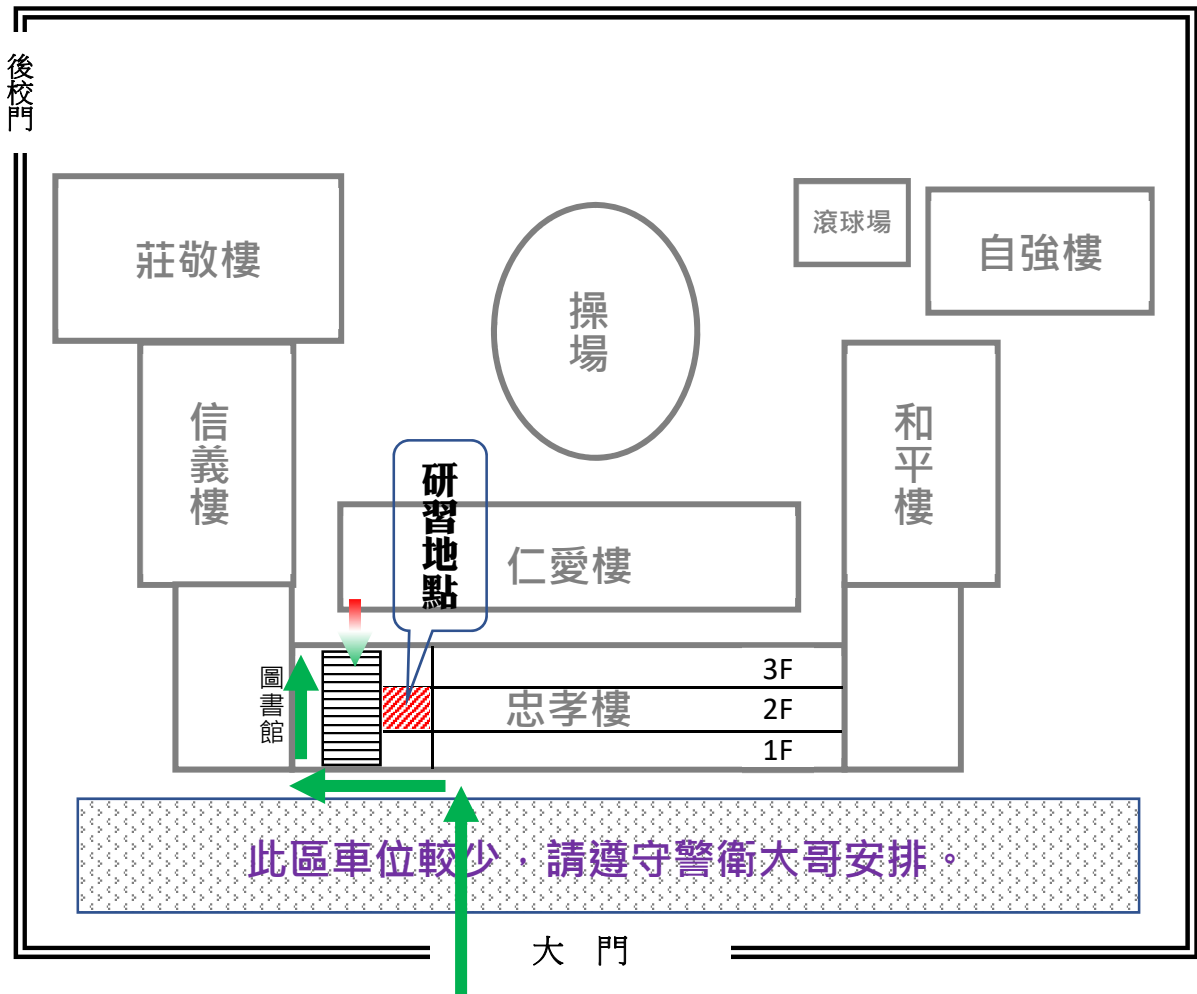 後校門
莊敬樓
操場
滾球場
自強樓
信義樓
研習地點
和平樓
仁愛樓
圖書館
3F
忠孝樓
2F
1F
此區車位較少，請遵守警衛大哥安排。
大 門